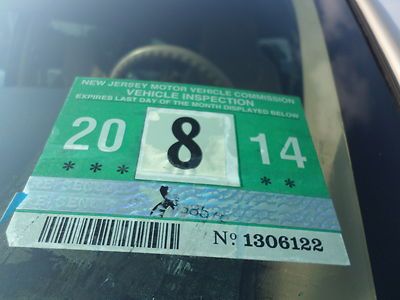 NEW JERSEY MOTOR VEHICLE COMMISSION
VEHICLE INSPECTION
EXPIRES LAST DAY OF THE MONTH DISPLAYED BELOW
20 8 14
*** **
No. 1306122